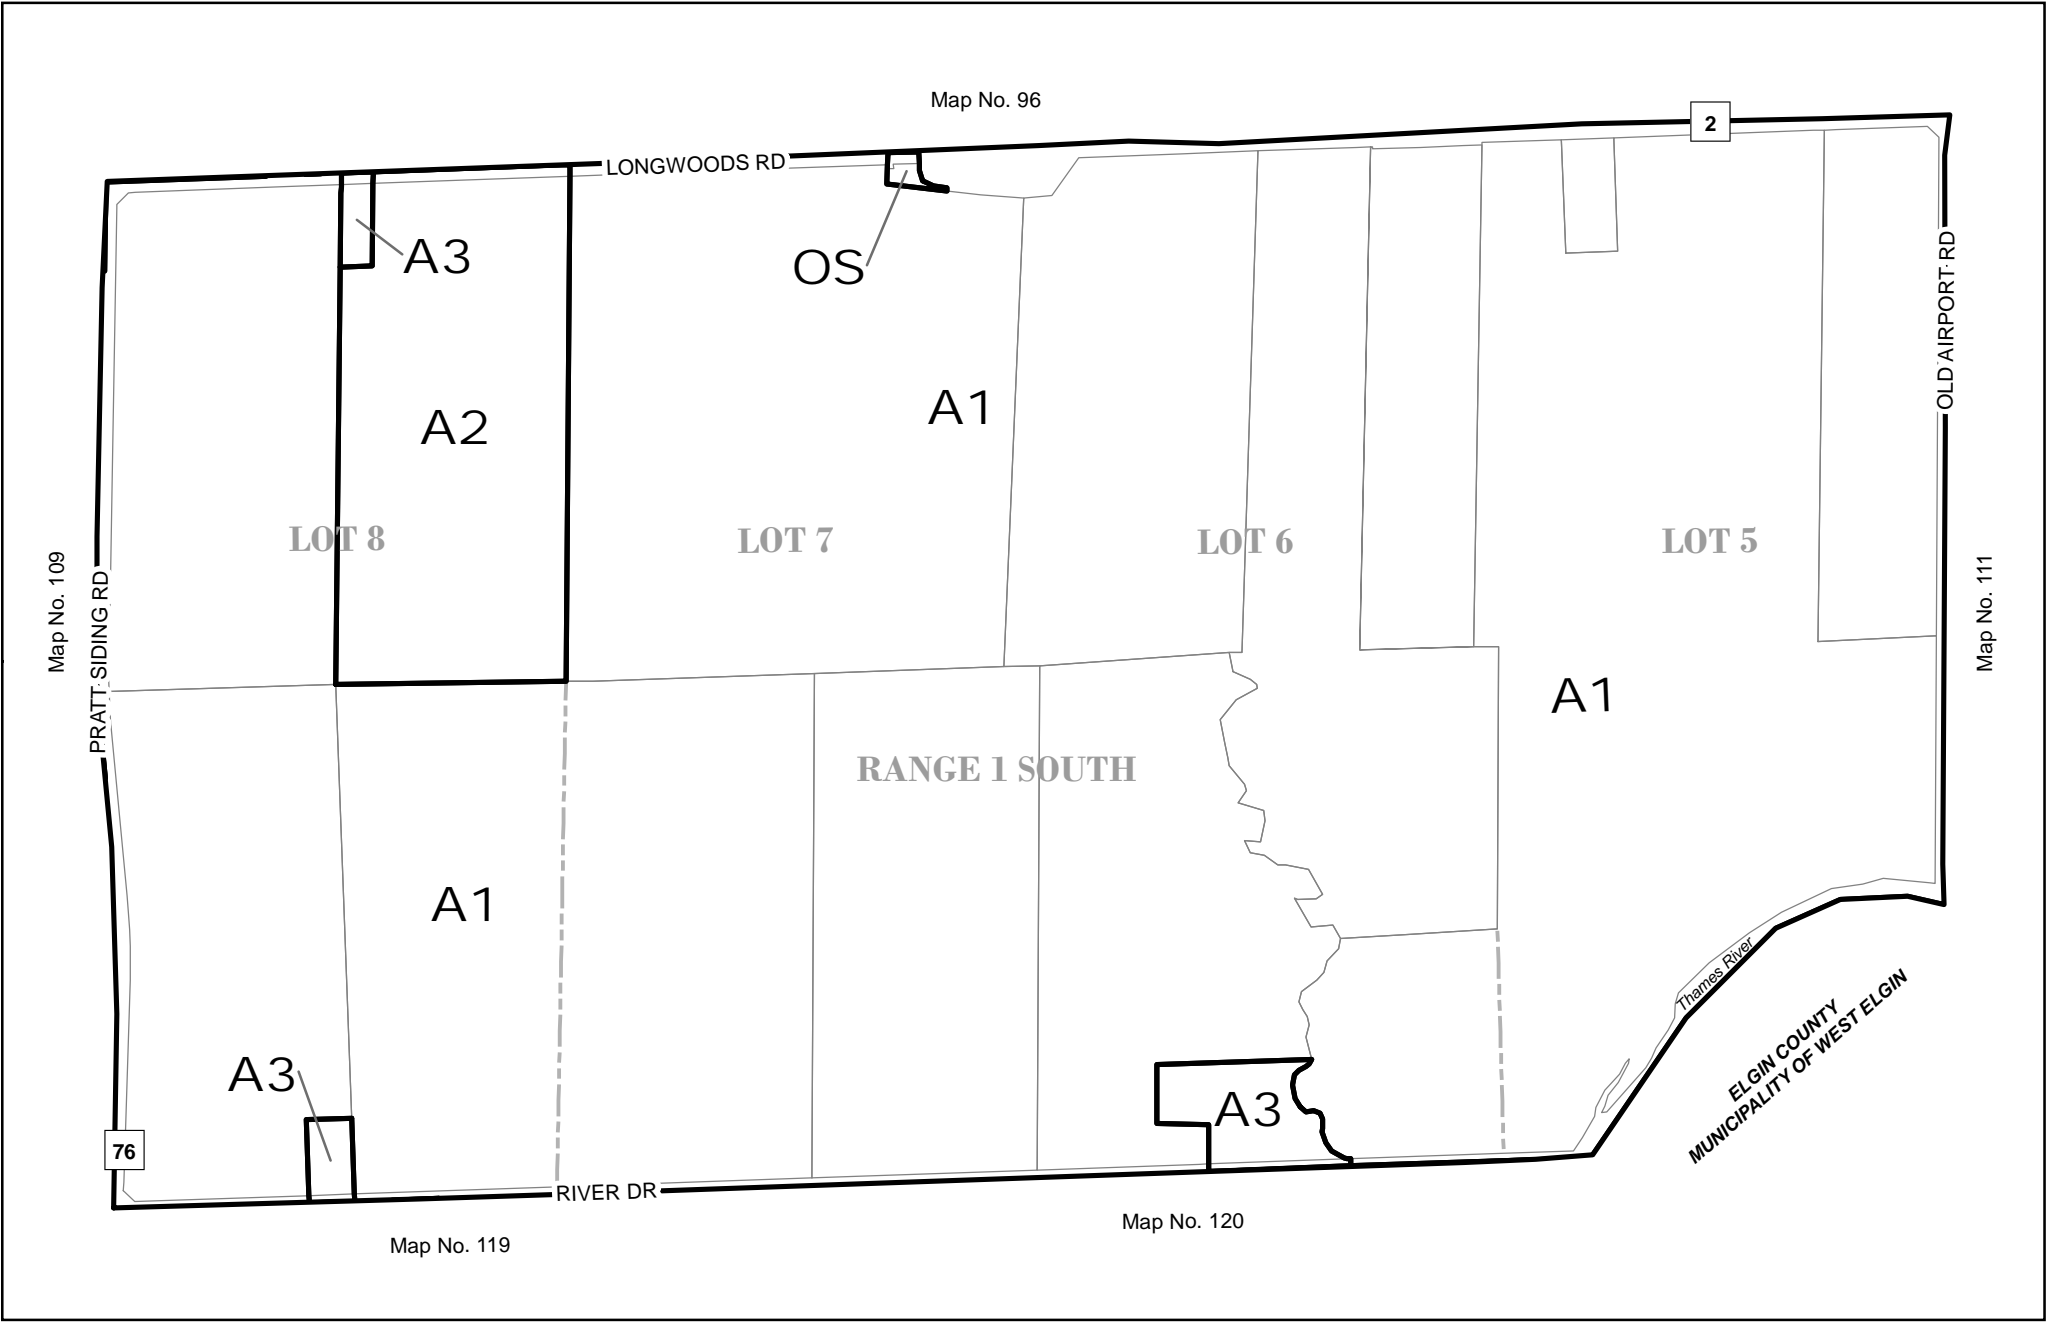 Map No. 96
2
LONGWOODS RD
A3
OS
OLD AIRPORT RD
A2
A1
LOT 8
LOT 7
LOT 6
LOT 5
Map No. 109
PRATT SIDING RD
Map No. 111
A1
RANGE 1 SOUTH
A1
Thames River
ELGIN COUNTY
MUNICIPALITY OF WEST ELGIN
A3
A3
76
RIVER DR
Map No. 120
Map No. 119